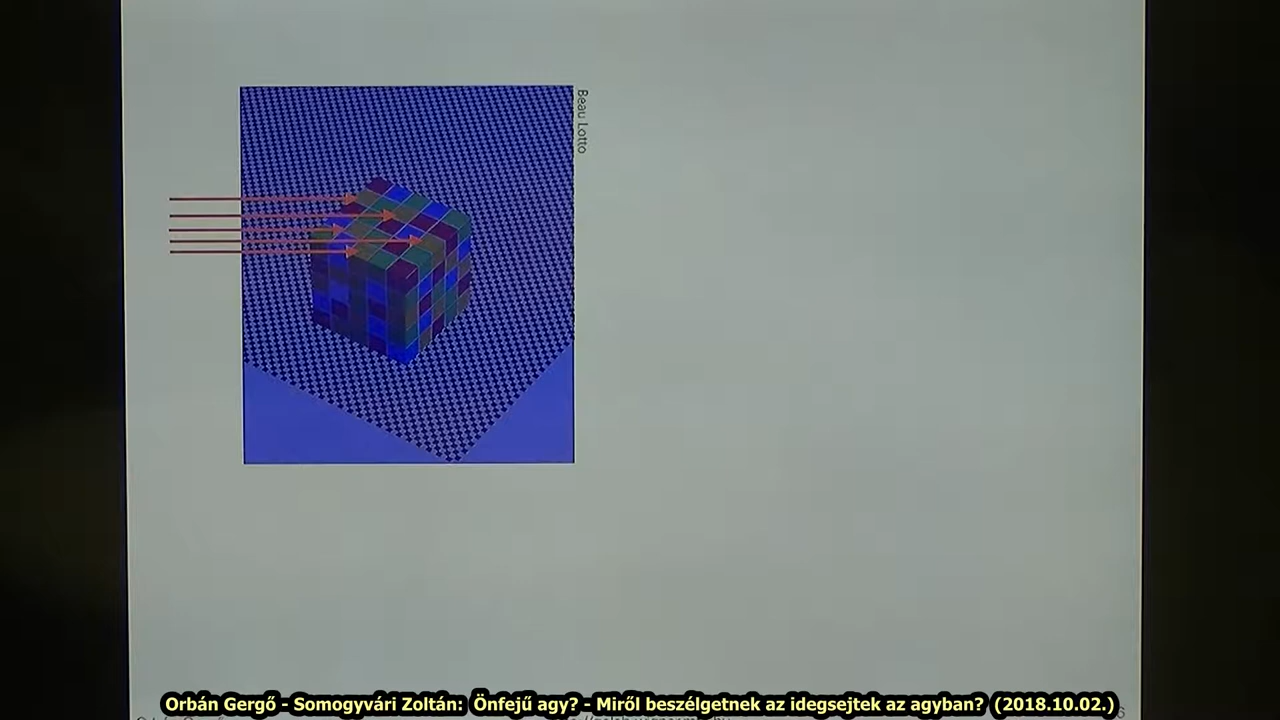 Beau Lotto
Orbán Gergő - Somogyvári Zoltán: Önfejű agy? - Miről beszélgetnek az idegsejtek az agyban? (2018.10.02.)